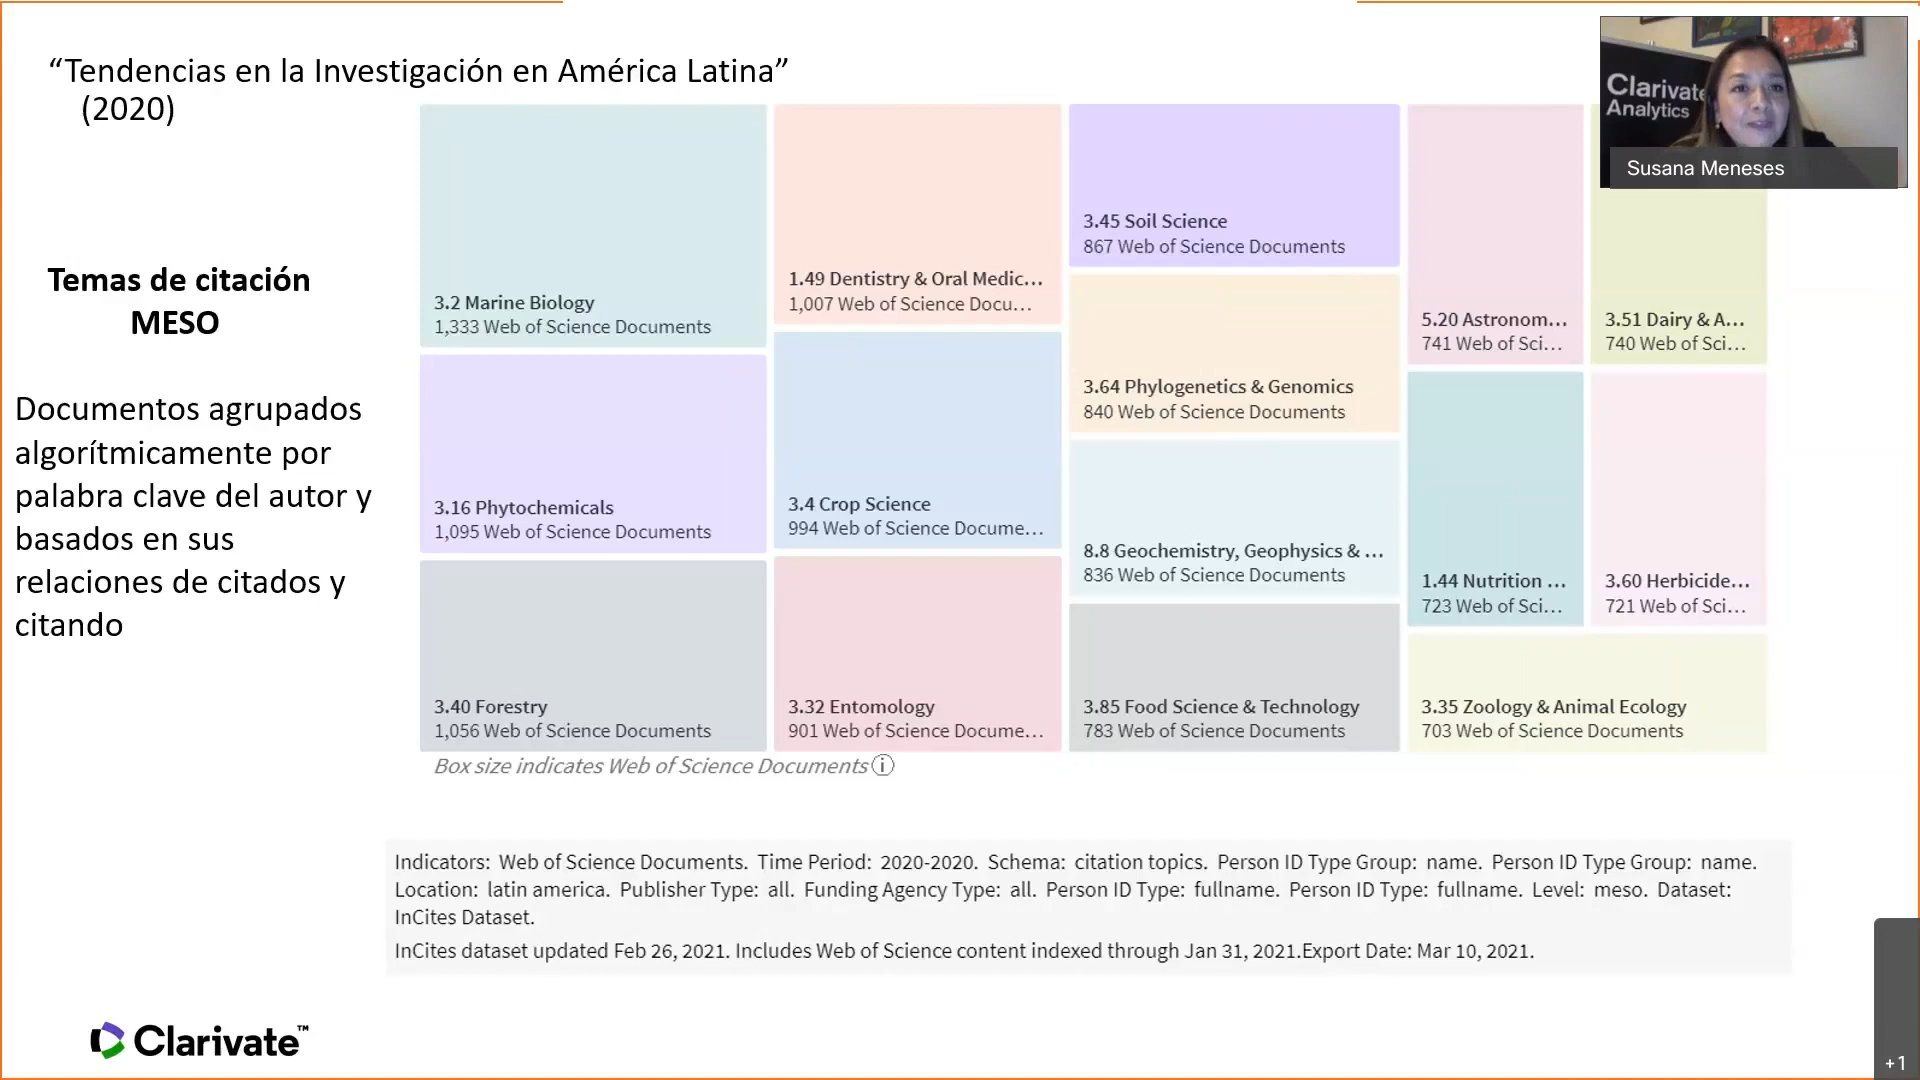 “Tendencias en la Investigación en América Latina”
(2020)
Clarivate
Analytics
Susana Meneses
Temas de citación
MESO
Documentos agrupados
algorítmicamente por
palabra clave del autor y
basados en sus
relaciones de citados y
citando
3.2 Marine Biology
1,333 Web of Science Documents
3.16 Phytochemicals
1,095 Web of Science Documents
3.40 Forestry
1,056 Web of Science Documents
1.49 Dentistry & Oral Medic...
1,007 Web of Science Docu...
3.4 Crop Science
994 Web of Science Docume...
3.32 Entomology
901 Web of Science Docume...
3.45 Soil Science
867 Web of Science Documents
3.64 Phylogenetics & Genomics
840 Web of Science Documents
8.8 Geochemistry, Geophysics & ...
836 Web of Science Documents
3.85 Food Science & Technology
783 Web of Science Documents
5.20 Astronom...
741 Web of Sci...
3.51 Dairy & A...
740 Web of Sci...
1.44 Nutrition ...
723 Web of Sci...
3.60 Herbicide...
721 Web of Sci...
3.35 Zoology & Animal Ecology
703 Web of Science Documents
Box size indicates Web of Science Documents
Indicators: Web of Science Documents. Time Period: 2020-2020. Schema: citation topics. Person ID Type Group: name. Person ID Type Group: name.
Location: latin america. Publisher Type: all. Funding Agency Type: all. Person ID Type: fullname. Person ID Type: fullname. Level: meso. Dataset:
InCites Dataset.
InCites dataset updated Feb 26, 2021. Includes Web of Science content indexed through Jan 31, 2021.Export Date: Mar 10, 2021.
Clarivate™
+1